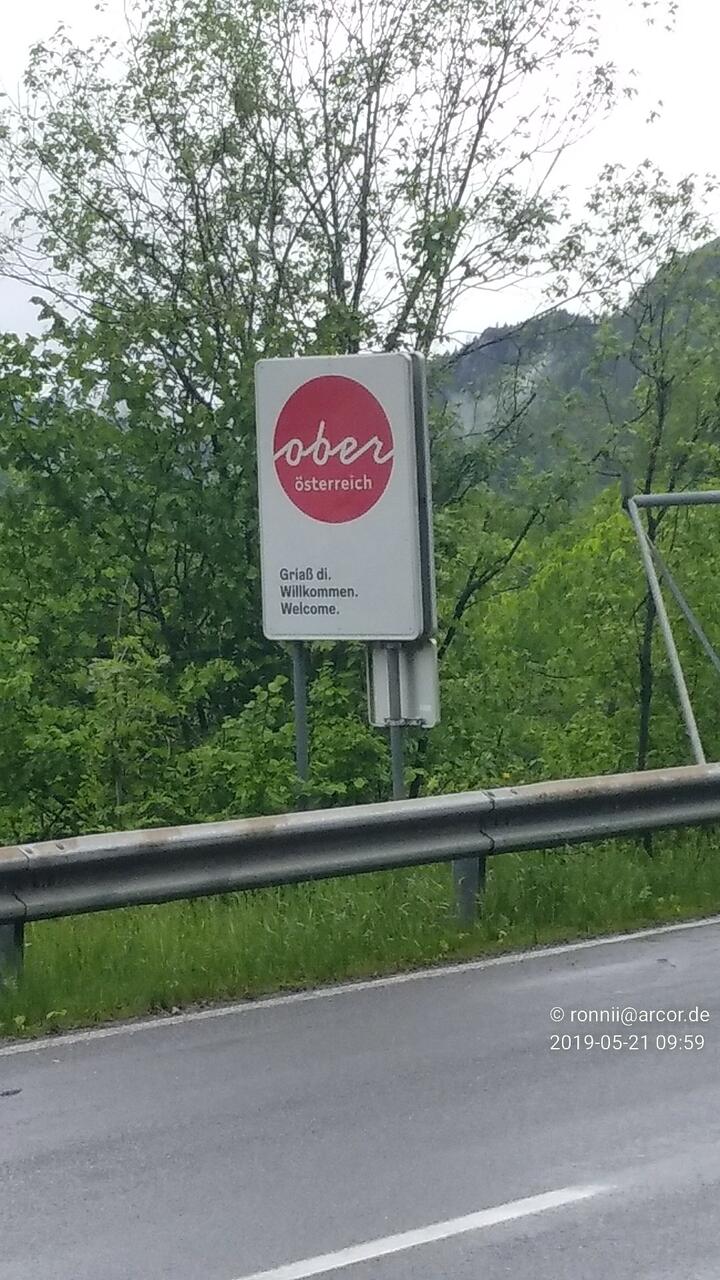 ober
österreich
Griaß di.
Willkommen.
Welcome.
© ronnii@arcor.de
2019-05-21 09:59